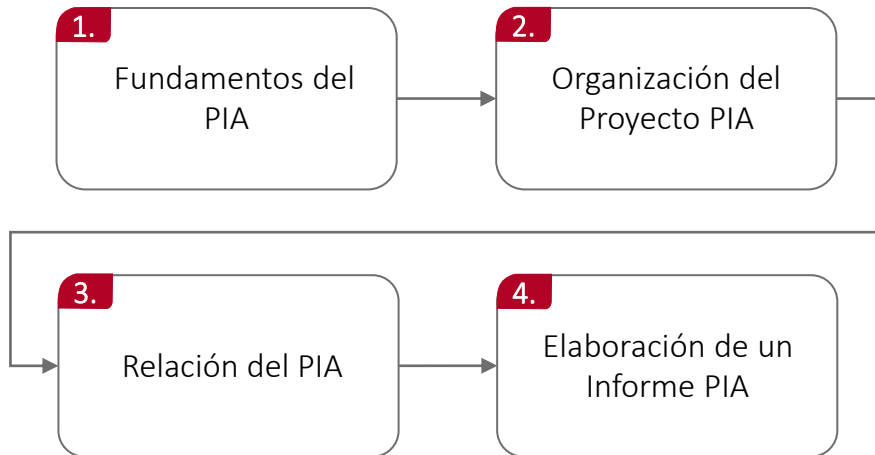 1.
Fundamentos del
PIA
2.
Organización del
Proyecto PIA
3.
Relación del PIA
4.
Elaboración de un
Informe PIA